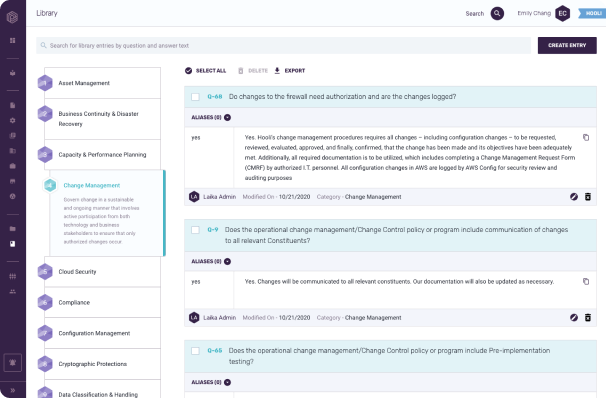 Library
Search
Emily Chang
EC
HOOLI
Search for library entries by question and answer text
CREATE ENTRY
1
Asset Management
2
Business Continuity & Disaster
Recovery
3
Capacity & Performance Planning
4
Change Management
Govern change in a sustainable
and ongoing manner that involves
active participation from both
technology and business
stakeholders to ensure that only
authorized changes occur.
5
Cloud Security
6
Compliance
7
Configuration Management
8
Cryptographic Protections
9
Data Classification & Handling
SELECT ALL
DELETE
EXPORT
Q-68 Do changes to the firewall need authorization and are the changes logged?
ALIASES (0)
yes
Yes. Hooli's change management procedures requires all changes – including configuration changes – to be requested,
reviewed, evaluated, approved, and finally, confirmed, that the change has been made and its objectives have been adequately
met. Additionally, all required documentation is to be utilized, which includes completing a Change Management Request Form
(CMRF) by authorized I.T. personnel. All configuration changes in AWS are logged by AWS Config for security review and
auditing purposes
LA Laika Admin Modified On - 10/21/2020 Category - Change Management
Q-9 Does the operational change management/Change Control policy or program include communication of changes
to all relevant Constituents?
ALIASES (0)
yes
Yes. Changes will be communicated to all relevant constituents. Our documentation will also be updated as necessary.
LA Laika Admin Modified On - 10/21/2020 Category - Change Management
Q-65 Does the operational change management/Change Control policy or program include Pre-implementation
testing?
ALIASES (0)